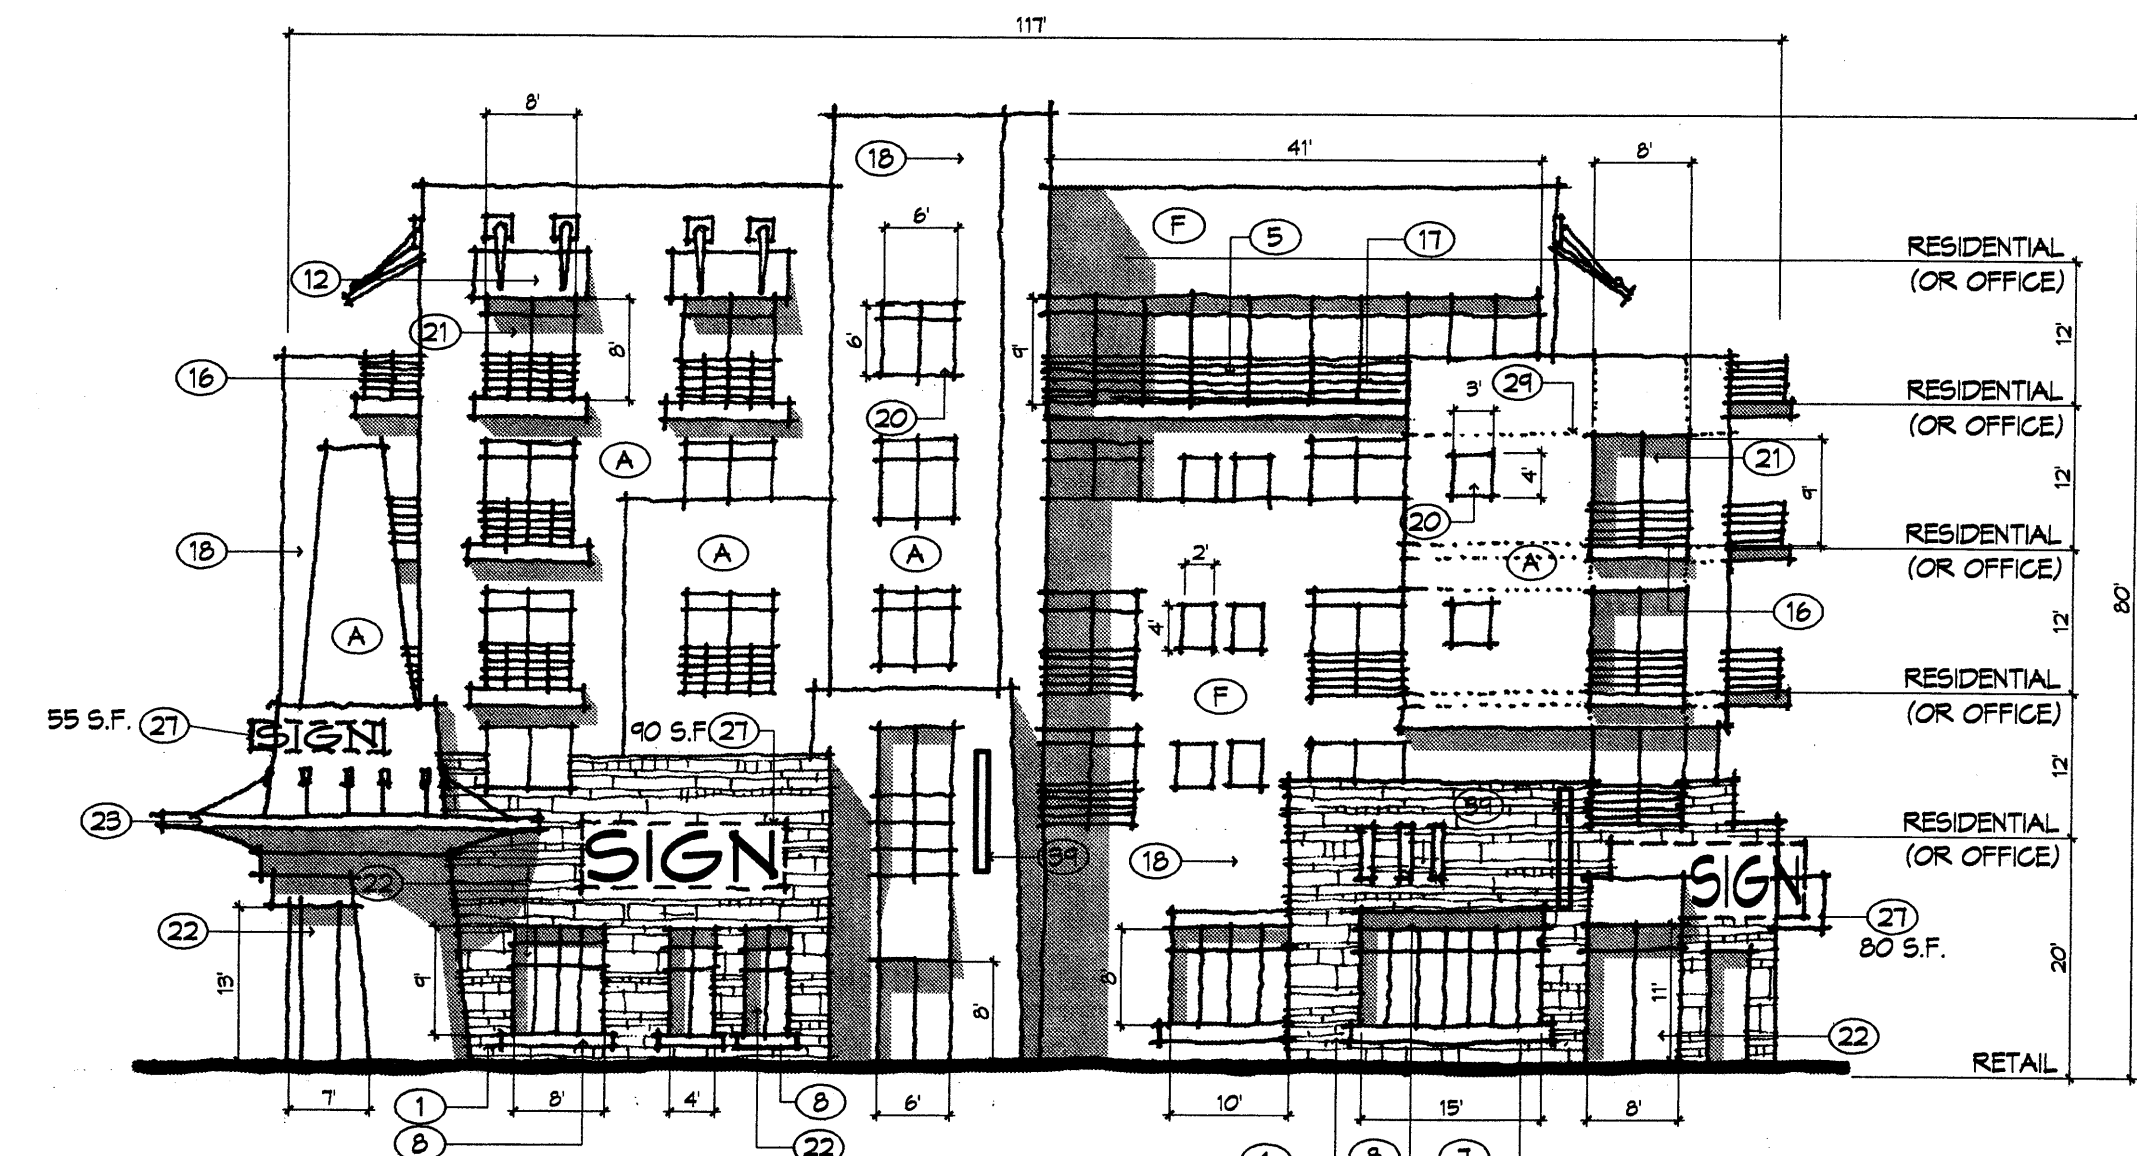 117'
8'
18
41'
8'
6'
F
5
17
RESIDENTIAL
(OR OFFICE)
12
21
8'
6'
9'
12'
16
20
3'
29
RESIDENTIAL
(OR OFFICE)
A
21
4'
9'
12'
18
A
A
20
A
2'
RESIDENTIAL
(OR OFFICE)
16
4'
12'
80'
A
F
RESIDENTIAL
(OR OFFICE)
55 S.F.
27
SIGN
90 S.F.
27
12'
23
39
RESIDENTIAL
(OR OFFICE)
SIGN
39
18
SIGN
22
27
80 S.F.
22
13'
9'
8'
8'
11'
20'
22
RETAIL
7'
1
8'
4'
8
6'
10'
15'
8'
8
22
7